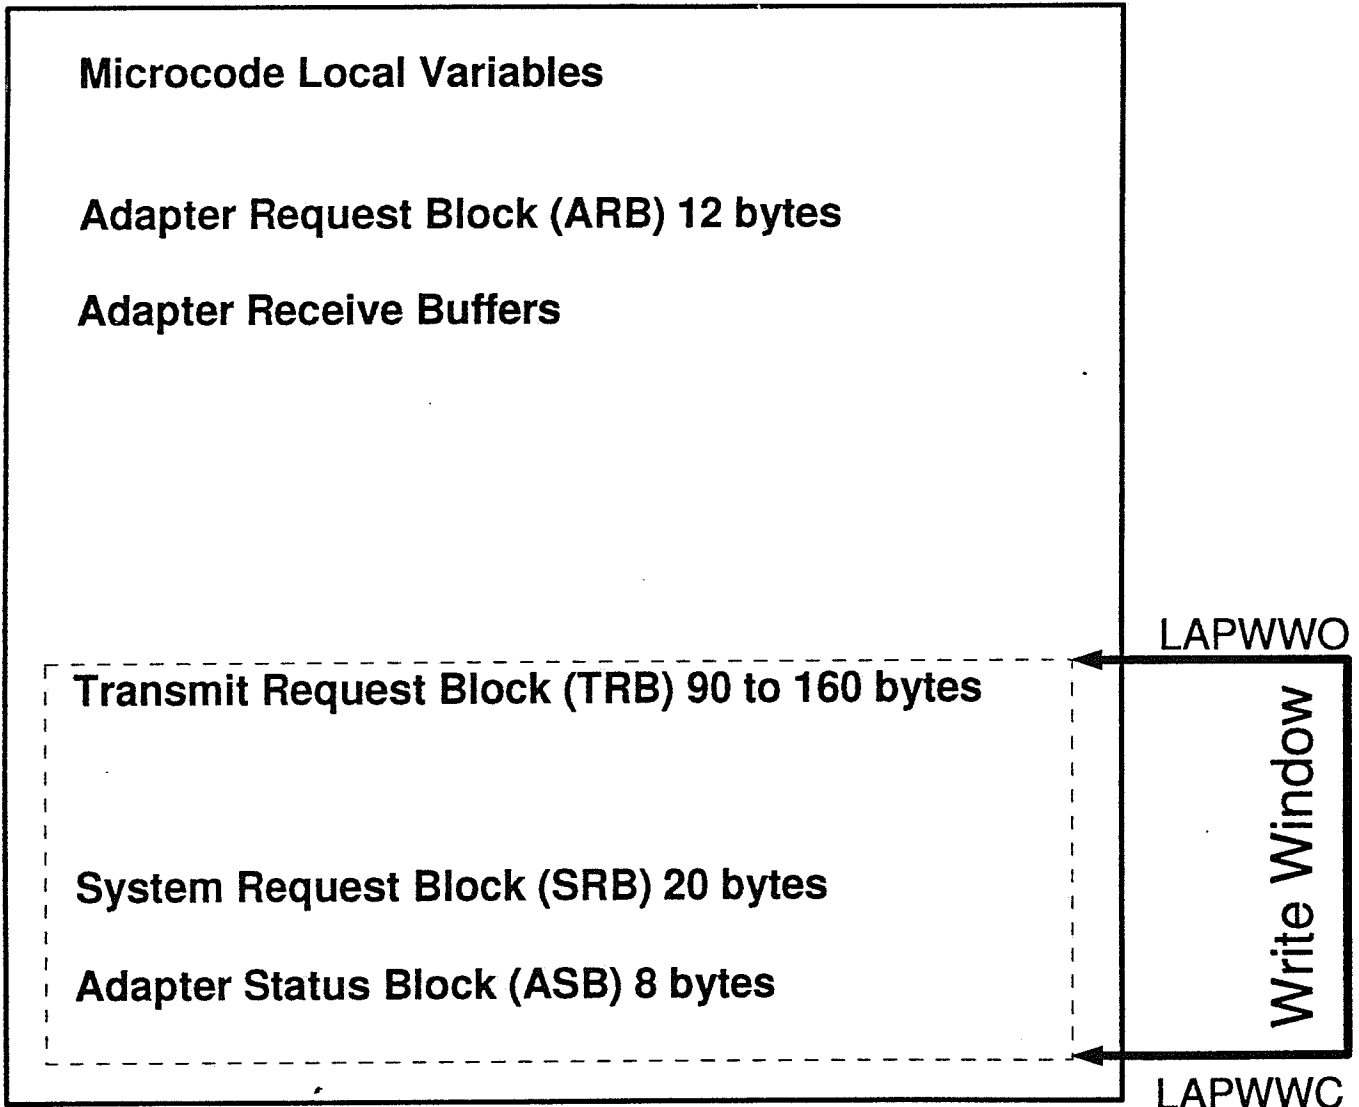 Microcode Local Variables
Adapter Request Block (ARB) 12 bytes
Adapter Receive Buffers
LAPWWO
Transmit Request Block (TRB) 90 to 160 bytes
Write Window
System Request Block (SRB) 20 bytes
Adapter Status Block (ASB) 8 bytes
LAPWWC